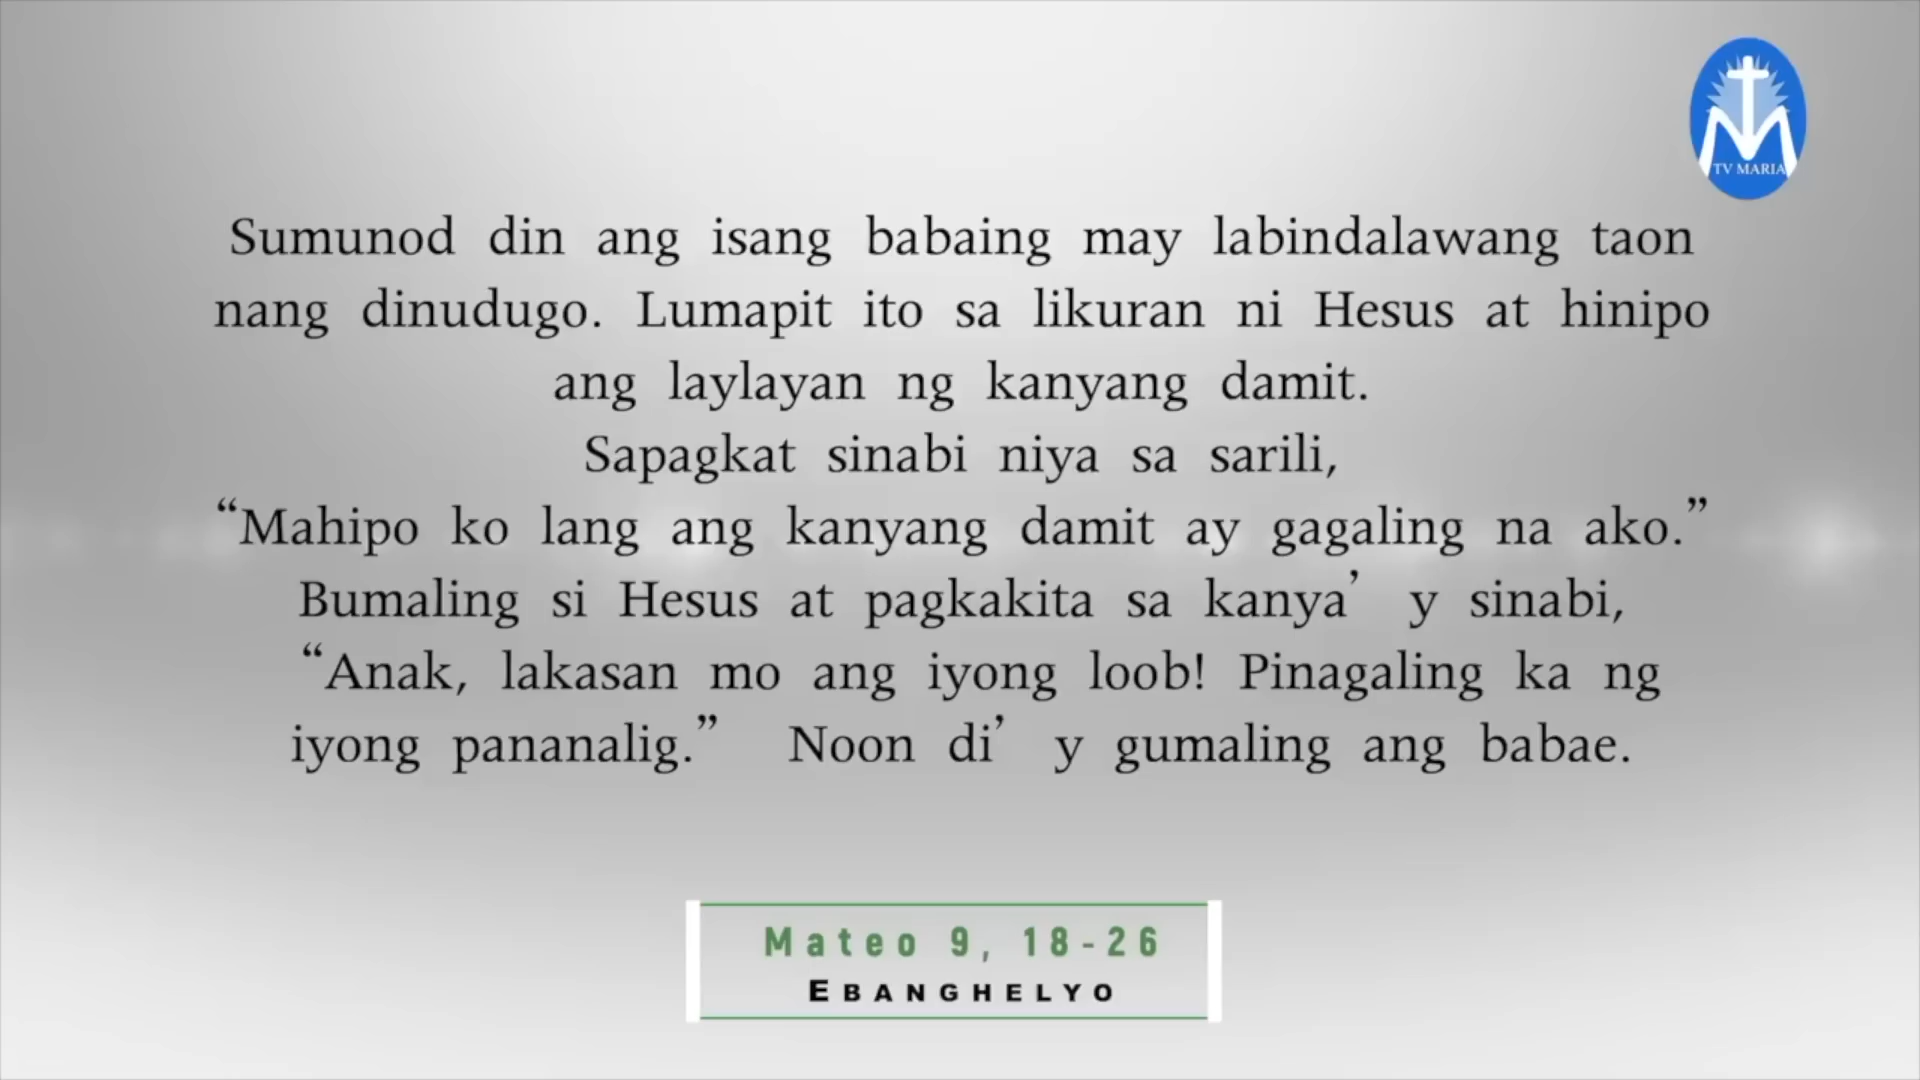 TV MARIA
Sumunod din ang isang babaing may labindalawang taon
nang dinudugo. Lumapit ito sa likuran ni Hesus at hinipo
ang laylayan ng kanyang damit.
Sapagkat sinabi niya sa sarili,
“Mahipo ko lang ang kanyang damit ay gagaling na ako.”
Bumaling si Hesus at pagkakita sa kanya’ y sinabi,
“Anak, lakasan mo ang iyong loob! Pinagaling ka ng
iyong pananalig.” Noon di’ y gumaling ang babae.
Mateo 9, 18-26
EBANGHELYO